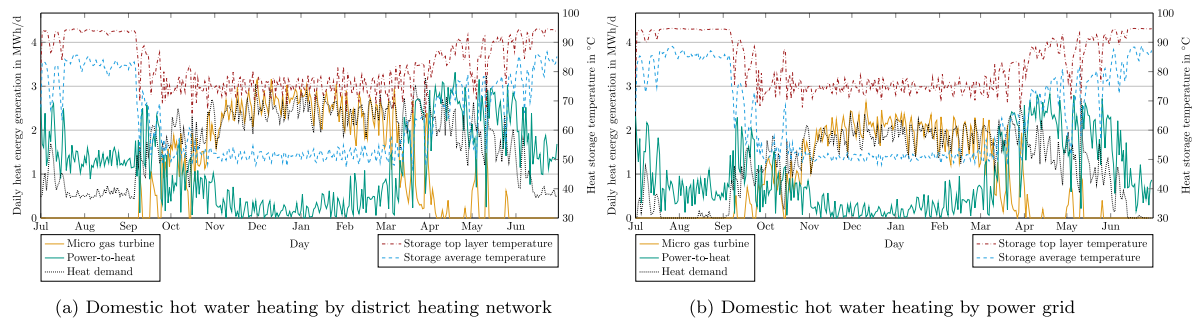 Daily heat energy generation in MWh/d
4
3
2
1
0
100
90
80
70
60
50
40
30
Heat storage temperature in °C
Jul Aug Sep Oct Nov Dec Jan Feb Mar Apr May Jun
Day
Micro gas turbine
Power-to-heat
Heat demand
Storage top layer temperature
Storage average temperature
(a) Domestic hot water heating by district heating network
Daily heat energy generation in MWh/d
4
3
2
1
0
100
90
80
70
60
50
40
30
Heat storage temperature in °C
Jul Aug Sep Oct Nov Dec Jan Feb Mar Apr May Jun
Day
Micro gas turbine
Power-to-heat
Heat demand
Storage top layer temperature
Storage average temperature
(b) Domestic hot water heating by power grid